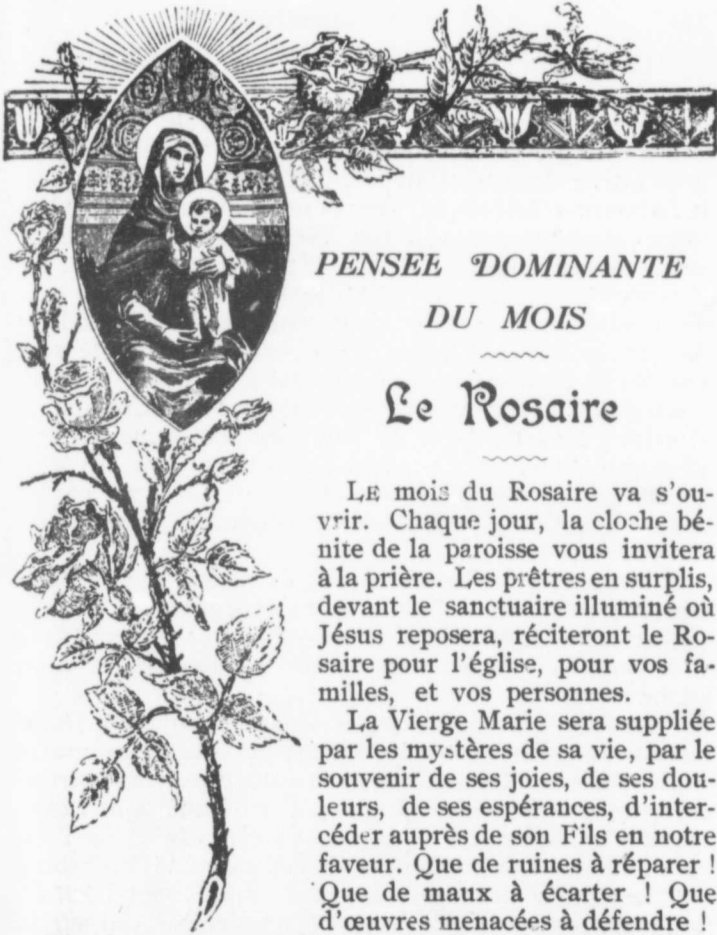 PENSEE DOMINANTE
DU MOIS
Le Rosaire
LE mois du Rosaire va s'ou-
vrir. Chaque jour, la cloche bé-
nite de la paroisse vous invitera
à la prière. Les prêtres en surplis,
devant le sanctuaire illuminé où
Jésus reposera, réciteront le Ro-
saire pour l'église, pour vos fa-
milles, et vos personnes.
La Vierge Marie sera suppliée
par les mystères de sa vie, par le
souvenir de ses joies, de ses dou-
leurs, de ses espérances, d'inter-
céder auprès de son Fils en notre
faveur. Que de ruines à réparer !
Que de maux à écarter ! Que
d'œuvres menacées à défendre !